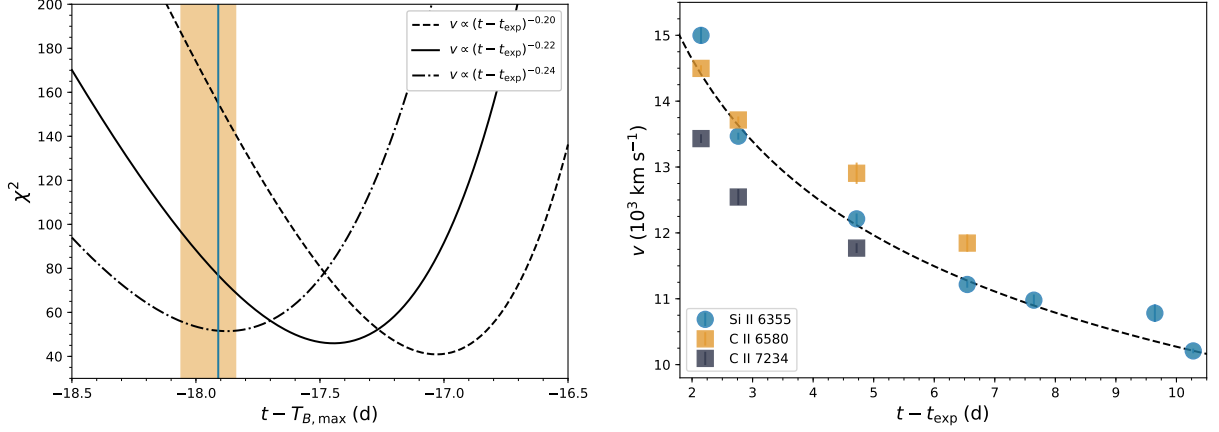 200
180
160
140
120
100
80
60
40
χ²
−18.5
−18.0
−17.5
−17.0
−16.5
t − T_B, max (d)
v ∝ (t − t_exp)^−0.20
v ∝ (t − t_exp)^−0.22
v ∝ (t − t_exp)^−0.24
15
14
13
12
11
10
v (10³ km s⁻¹)
2
3
4
5
6
7
8
9
10
t − t_exp (d)
Si II 6355
C II 6580
C II 7234